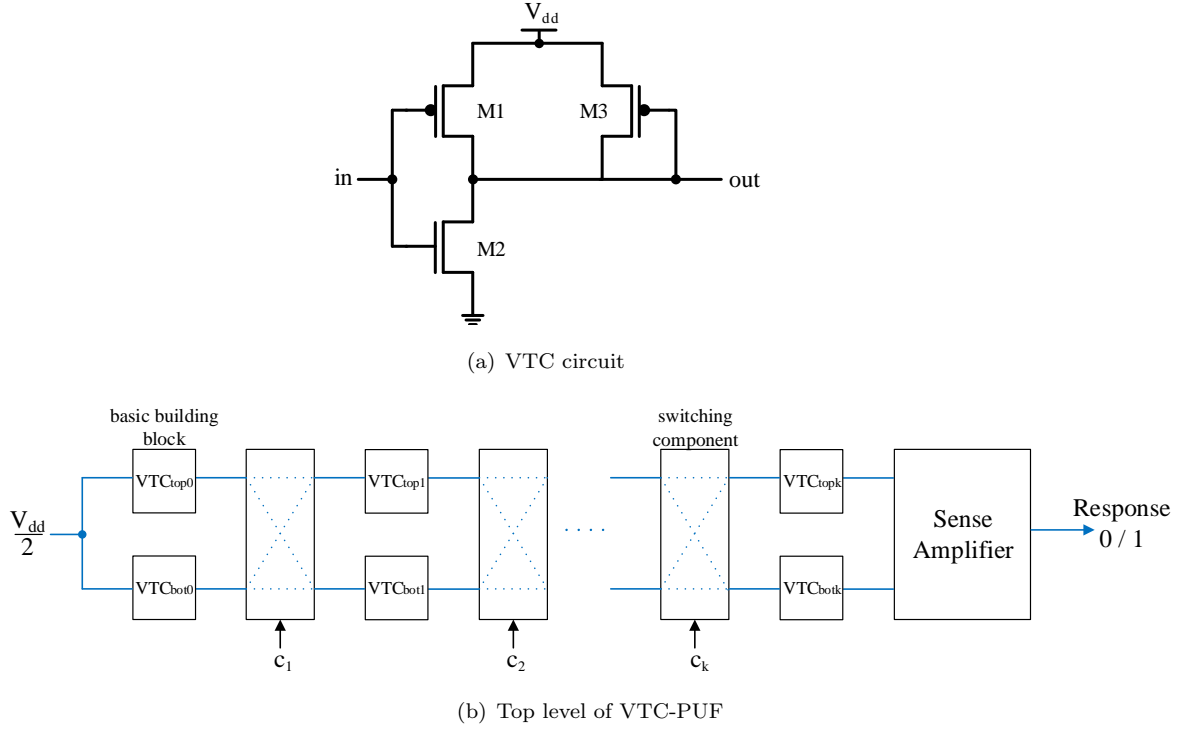 Vdd
M1
M3
in
out
M2
(a) VTC circuit
basic building
block
switching
component
VTCtop0
VTCtop1
VTCtopk
Vdd
2
. . . .
Sense
Amplifier
Response
0 / 1
VTCbot0
VTCbot1
VTCbotk
c1
c2
ck
(b) Top level of VTC-PUF